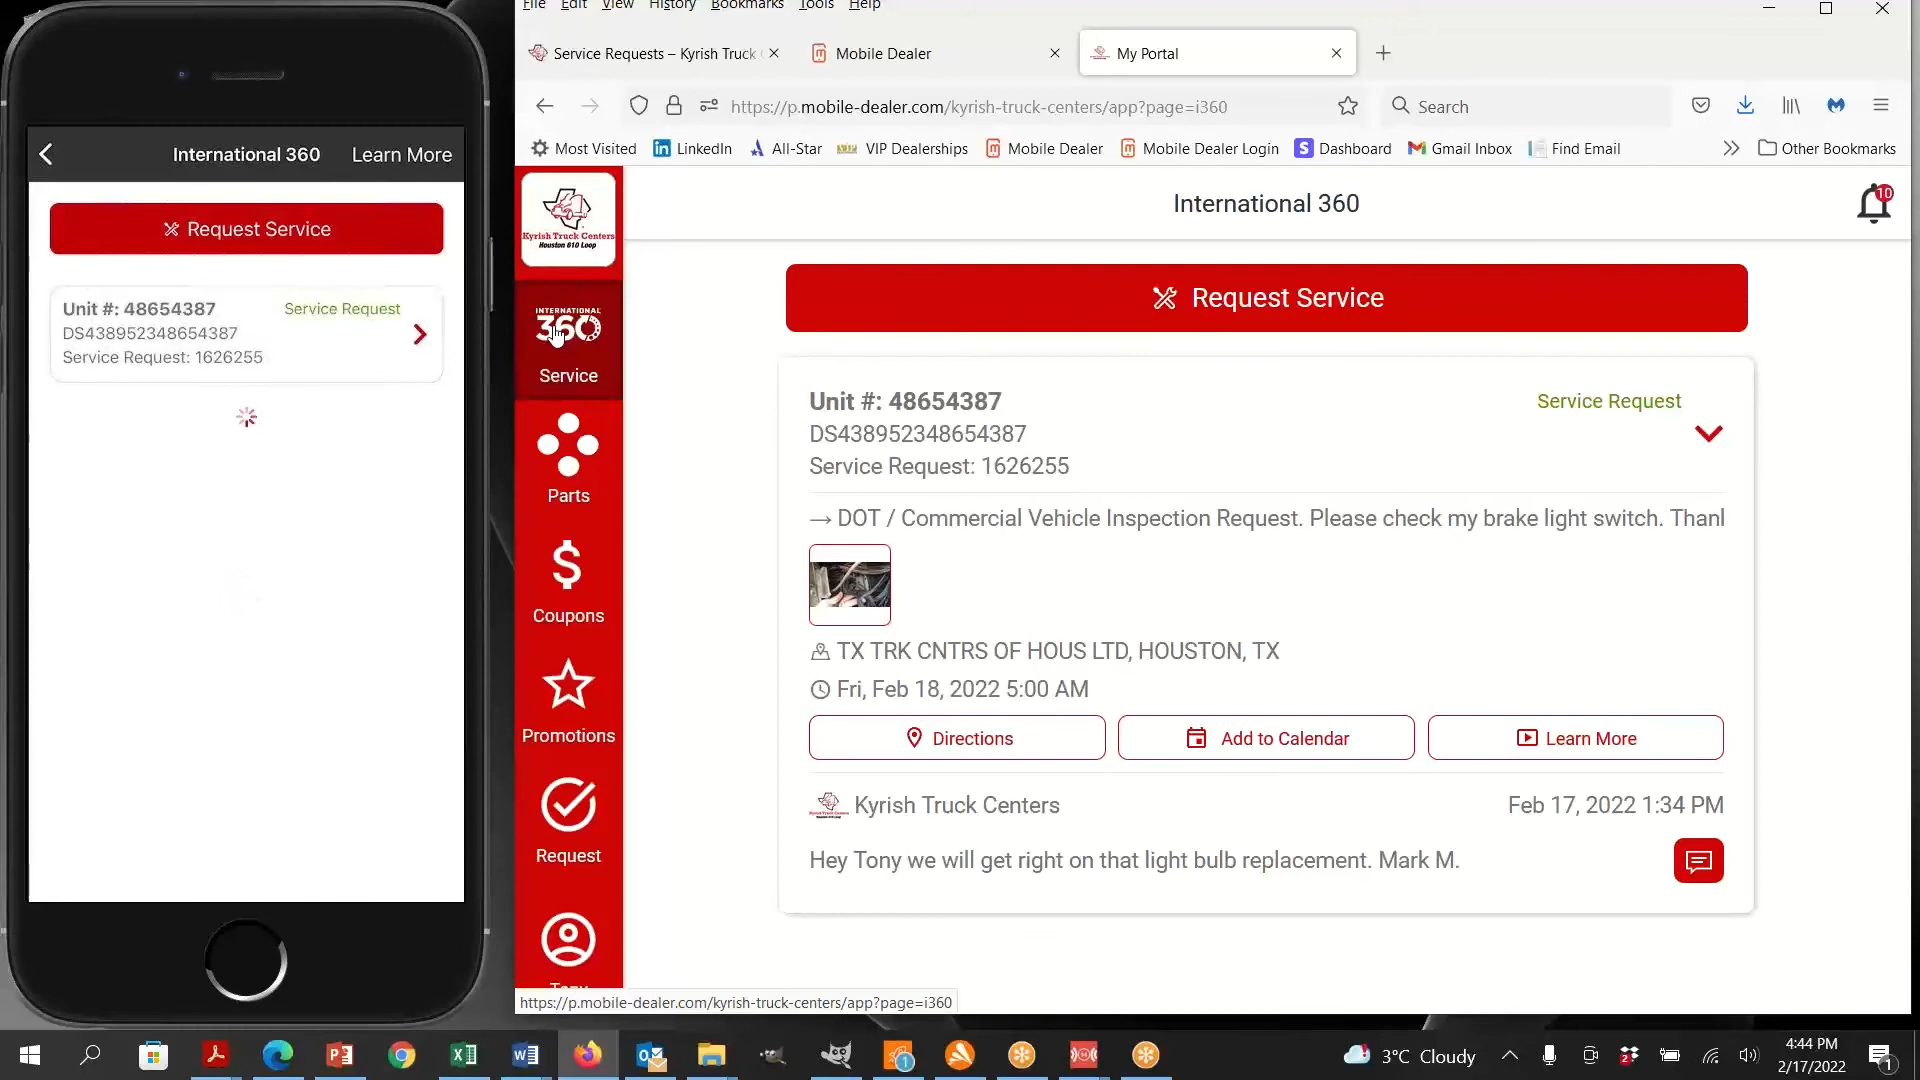 International 360
Learn More
Request Service
Unit #: 48654387
Service Request
DS438952348654387
Service Request: 1626255
File Edit View History Bookmarks Tools Help
Service Requests – Kyrish Truck
Mobile Dealer
My Portal
https://p.mobile-dealer.com/kyrish-truck-centers/app?page=i360
Search
Most Visited
LinkedIn
All-Star
VIP Dealerships
Mobile Dealer
Mobile Dealer Login
Dashboard
Gmail Inbox
Find Email
Other Bookmarks
Kyrish Truck Centers
Houston 610 Loop
INTERNATIONAL
360
Service
Parts
Coupons
Promotions
Request
International 360
10
Request Service
Unit #: 48654387
Service Request
DS438952348654387
Service Request: 1626255
→ DOT / Commercial Vehicle Inspection Request. Please check my brake light switch. Thanl
TX TRK CNTRS OF HOUS LTD, HOUSTON, TX
Fri, Feb 18, 2022 5:00 AM
Directions
Add to Calendar
Learn More
Kyrish Truck Centers
Feb 17, 2022 1:34 PM
Hey Tony we will get right on that light bulb replacement. Mark M.
https://p.mobile-dealer.com/kyrish-truck-centers/app?page=i360
3°C Cloudy
4:44 PM
2/17/2022